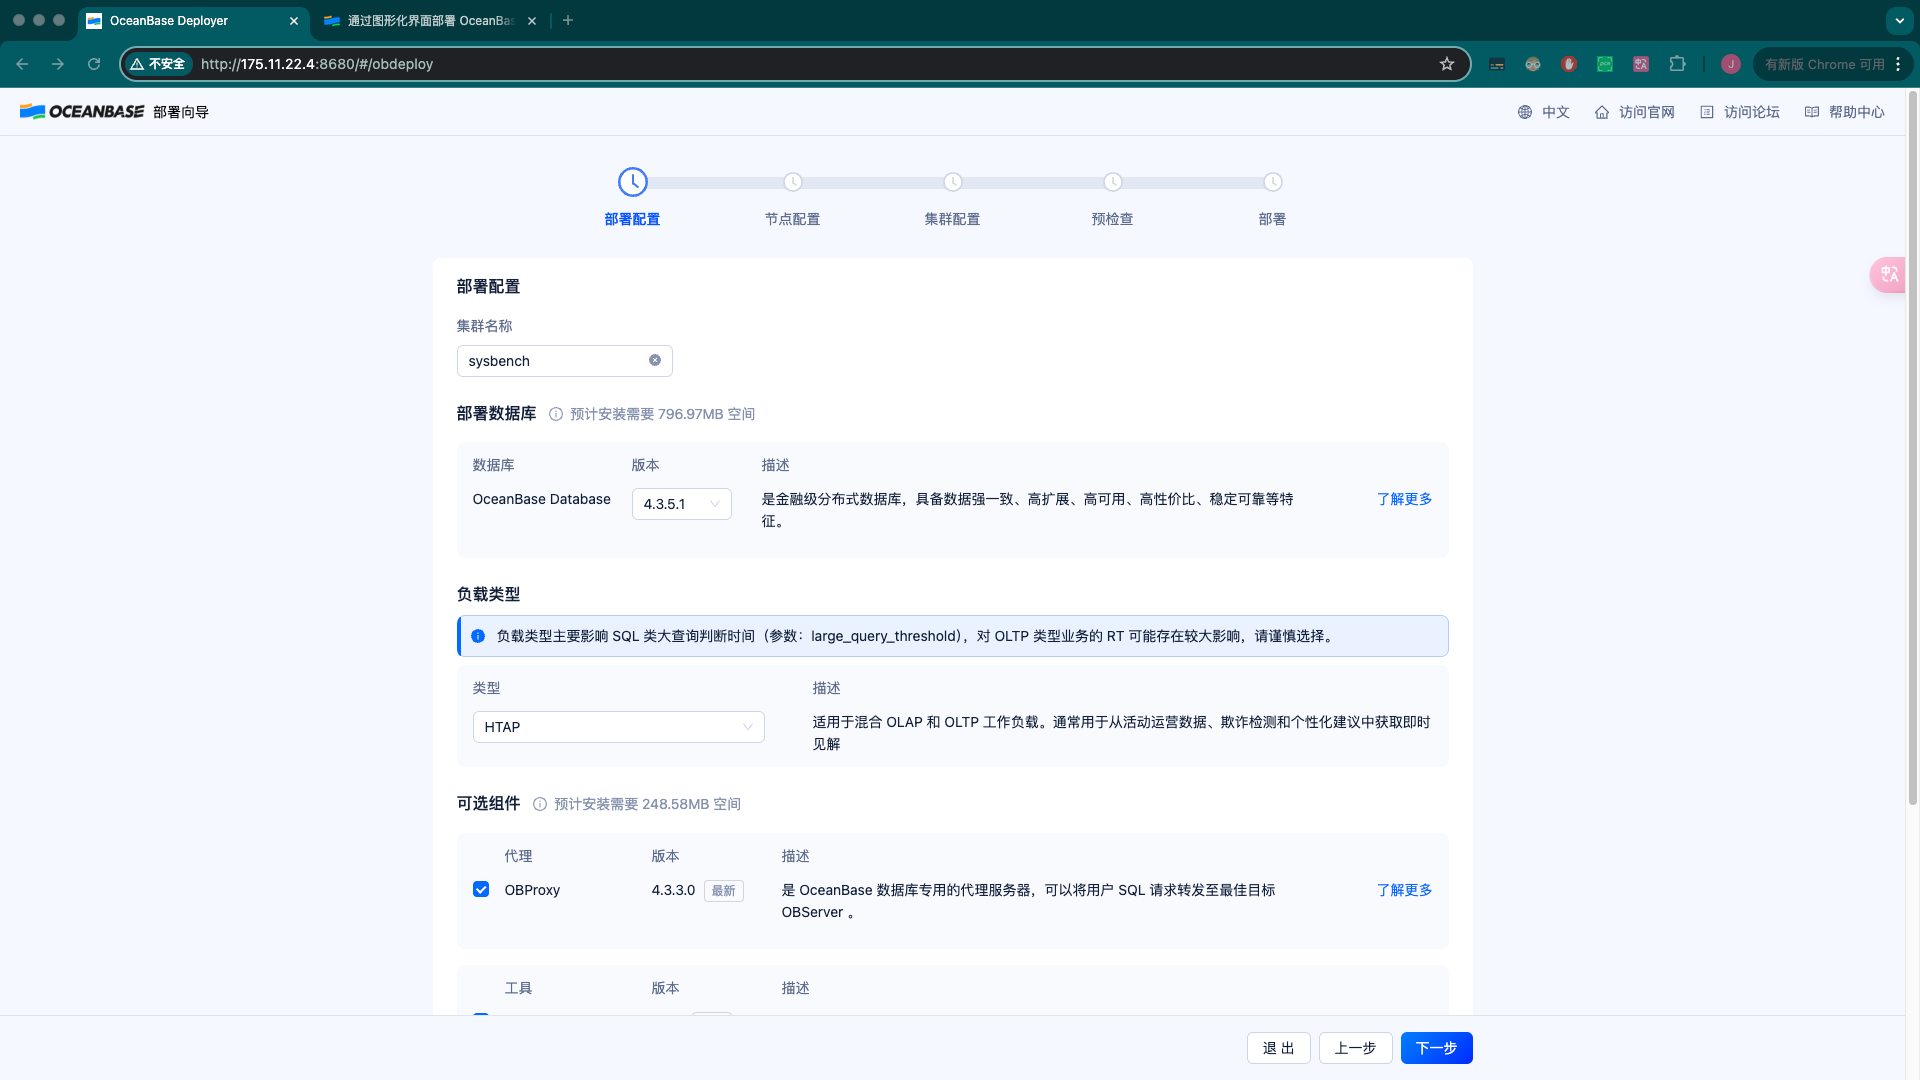 OceanBase Deployer
通过图形化界面部署 OceanBas
不安全
http://175.11.22.4:8680/#/obdeploy
J
有新版 Chrome 可用
OCEANBASE 部署向导
中文
访问官网
访问论坛
帮助中心
部署配置
节点配置
集群配置
预检查
部署
部署配置
集群名称
sysbench
部署数据库 预计安装需要 796.97MB 空间
数据库 版本 描述
OceanBase Database 4.3.5.1 是金融级分布式数据库，具备数据强一致、高扩展、高可用、高性价比、稳定可靠等特 了解更多
征。
负载类型
负载类型主要影响 SQL 类大查询判断时间（参数：large_query_threshold），对 OLTP 类型业务的 RT 可能存在较大影响，请谨慎选择。
类型 描述
HTAP 适用于混合 OLAP 和 OLTP 工作负载。通常用于从活动运营数据、欺诈检测和个性化建议中获取即时
见解
可选组件 预计安装需要 248.58MB 空间
代理 版本 描述
OBProxy 4.3.3.0 最新 是 OceanBase 数据库专用的代理服务器，可以将用户 SQL 请求转发至最佳目标 了解更多
OBServer 。
工具 版本 描述
退 出
上一步
下一步